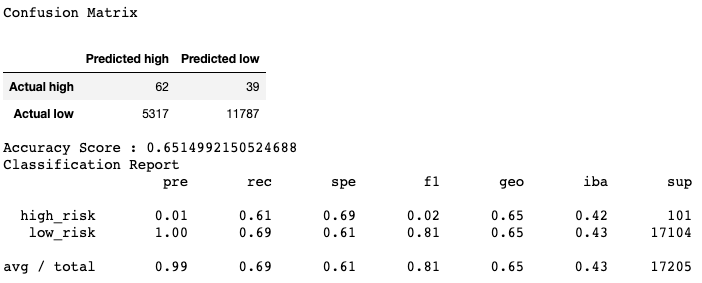 Confusion Matrix
Predicted high Predicted low
Actual high 62 39
Actual low 5317 11787
Accuracy Score : 0.6514992150524688
Classification Report
pre rec spe f1 geo iba sup
high_risk 0.01 0.61 0.69 0.02 0.65 0.42 101
low_risk 1.00 0.69 0.61 0.81 0.65 0.43 17104
avg / total 0.99 0.69 0.61 0.81 0.65 0.43 17205